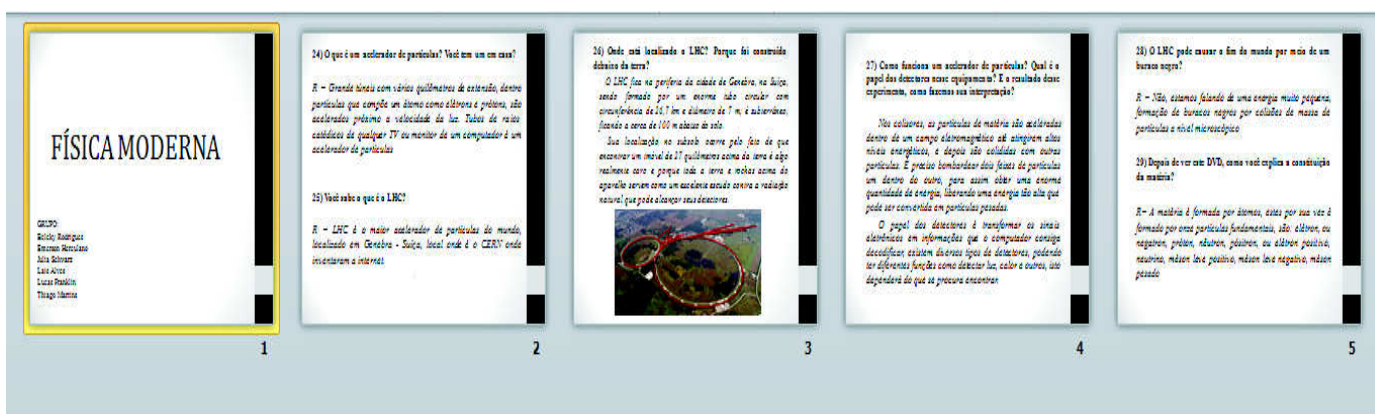 FÍSICA MODERNA
GRUPO:
Rodrigues
Emerson Herculano
Julia Schwarz
Luis Alves
Lucas Franklin
Thiago Martins
1
24) O que é um acelerador de partículas? Você tem um em casa?
R – Grande túneis com vários quilômetros de extensão, dentro
partículas que compõe um átomo como elétrons e prótons, são
acelerados próximo a velocidade da luz. Tubos de raios
catódicos de qualquer TV ou monitor de um computador é um
acelerador de partículas
25) Você sabe o que é o LHC?
R – LHC é o maior acelerador de partículas do mundo,
localizado em Genebra - Suíça, local onde é o CERN onde
inventaram a internet.
2
26) Onde está localizado o LHC? Porque foi construído
debaixo da terra?
O LHC fica na periferia da cidade de Genebra, na Suíça,
sendo formado por um enorme tubo circular com
circunferência de 26,7 km e diâmetro de 7 m, é subterrâneo,
ficando a cerca de 100 m abaixo do solo.
Sua localização no subsolo ocorre pelo fato de que
encontrar um imóvel de 27 quilômetros acima da terra é algo
realmente caro e porque toda a terra e rochas acima do
aparelho servem como um excelente escudo contra a radiação
natural que pode alcançar seus detectores.
3
27) Como funciona um acelerador de partículas? Qual é o
papel dos detectores nesse equipamento? E o resultado desse
experimento, como fazemos sua interpretação?
Nos colisores, as partículas de matéria são aceleradas
dentro de um campo eletromagnético até atingirem altos
níveis energéticos, e depois são colididas com outras
partículas. É preciso bombardear dois feixes de partículas
um dentro do outro, para assim obter uma enorme
quantidade de energia, liberando uma energia tão alta que
pode ser convertida em partículas pesadas.
O papel dos detectores é transformar os sinais
eletrônicos em informações que o computador consiga
decodificar, existem diversos tipos de detectores, podendo
ter diferentes funções como detectar luz, calor e outros, isto
dependerá do que se procura encontrar.
4
28) O LHC pode causar o fim do mundo por meio de um
buraco negro?
R – Não, estamos falando de uma energia muito pequena,
formação de buracos negros por colisões de massa de
partículas a nível microscópico.
29) Depois de ver este DVD, como você explica a constituição
da matéria?
R– A matéria é formada por átomos, estes por sua vez é
formada por onze partículas fundamentais, são: elétron, ou
negatron, próton, nêutron, pósitron, ou elétron positivo,
neutrino, méson leve positivo, méson leve negativo, méson
pesado
5